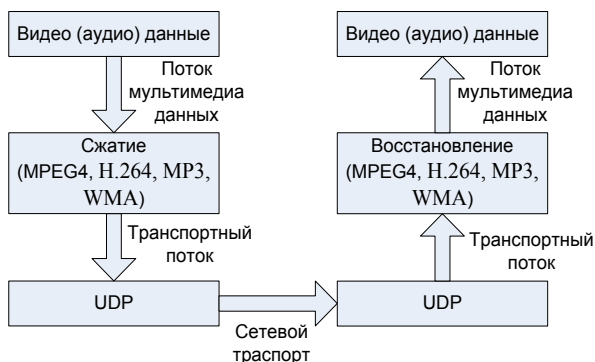 Видео (аудио) данные
Поток
мультимедиа
данных
Сжатие
(MPEG4, H.264, MP3,
WMA)
Транспортный
поток
UDP
Сетевой
траспорт
UDP
Транспортный
поток
Восстановление
(MPEG4, H.264, MP3,
WMA)
Поток
мультимедиа
данных
Видео (аудио) данные